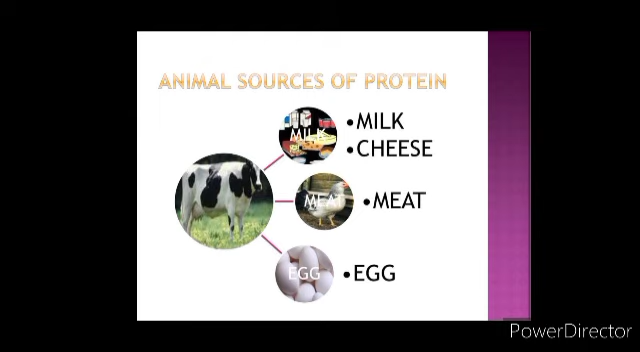 ANIMAL SOURCES OF PROTEIN
MILK
•MILK
•CHEESE
MEAT
•MEAT
EGG
•EGG
PowerDirector